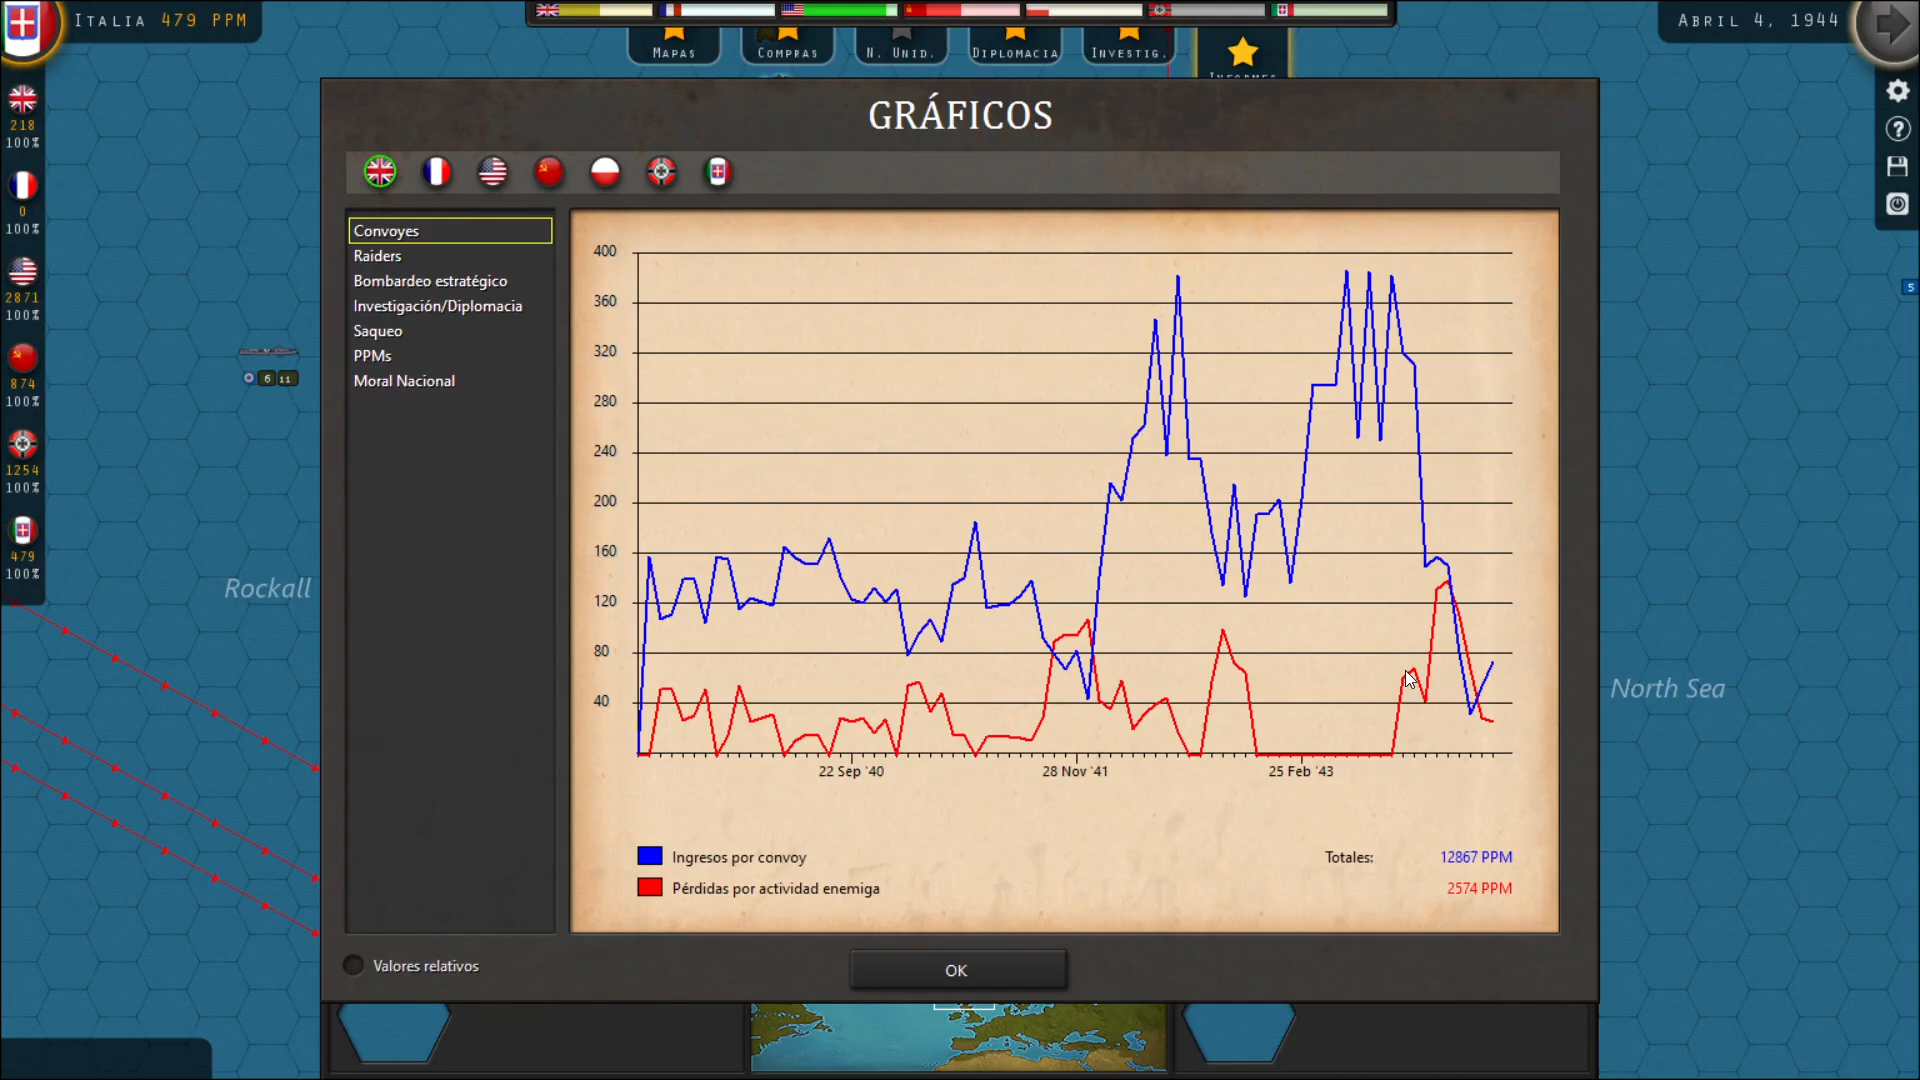 Italia 479 PPM
Abril 4, 1944
Mapas
Compras
N. Unid.
Diplomacia
Investig.
Informes
218
100%
0
100%
2871
100%
874
100%
1254
100%
479
100%
GRÁFICOS
Convoyes
Raiders
Bombardeo estratégico
Investigación/Diplomacia
Saqueo
PPMs
Moral Nacional
400
360
320
280
240
200
160
120
80
40
22 Sep '40
28 Nov '41
25 Feb '43
Ingresos por convoy
Totales:
12867 PPM
Pérdidas por actividad enemiga
2574 PPM
Valores relativos
OK
6 11
5
Rockall
North Sea